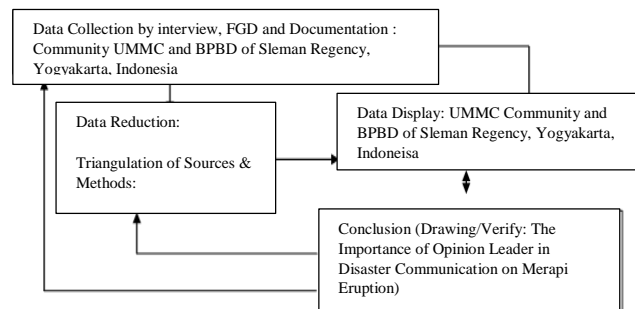 Data Collection by interview, FGD and Documentation :
Community UMMC and BPBD of Sleman Regency,
Yogyakarta, Indonesia
Data Reduction:
Triangulation of Sources &
Methods:
Data Display: UMMC Community and
BPBD of Sleman Regency, Yogyakarta,
Indoneisa
Conclusion (Drawing/Verify: The
Importance of Opinion Leader in
Disaster Communication on Merapi
Eruption)